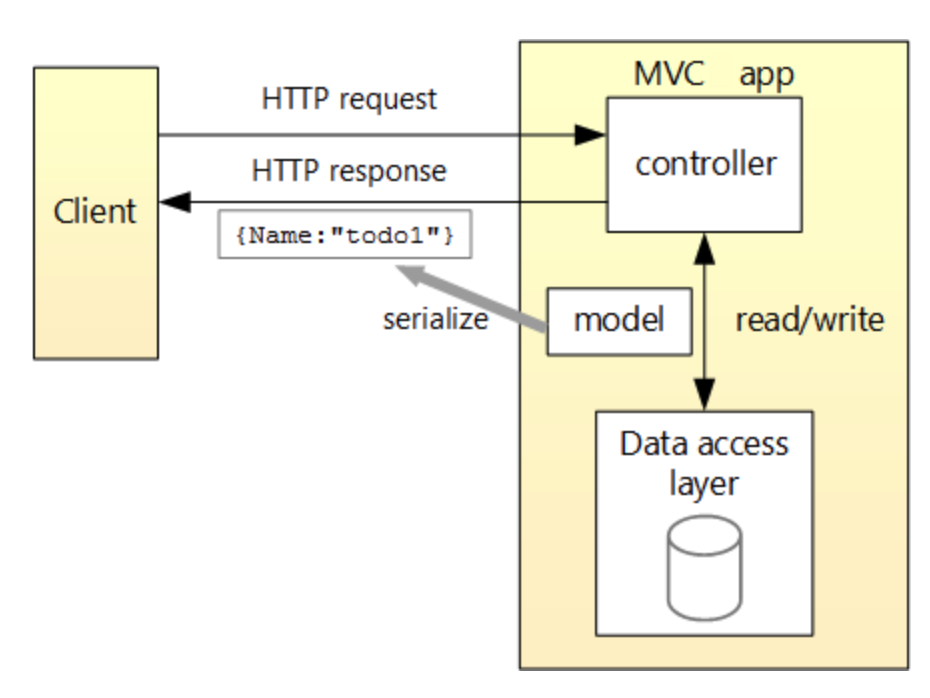 MVC app
HTTP request
controller
HTTP response
Client
{Name:"todo1"}
serialize
model
read/write
Data access
layer